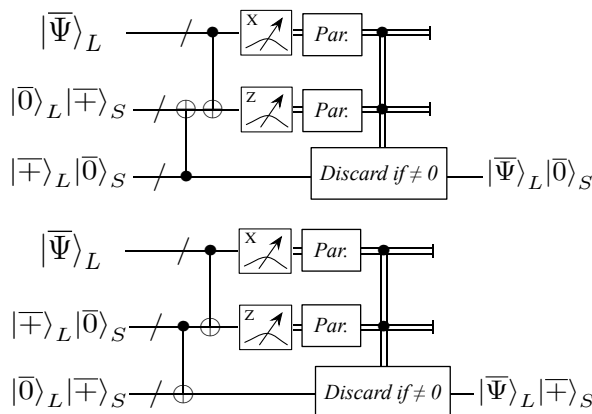 |Ψ̅⟩_L X Par.
|0̅⟩_L|+̅⟩_S Z Par.
|+̅⟩_L|0̅⟩_S Discard if ≠ 0 |Ψ̅⟩_L|0̅⟩_S
|Ψ̅⟩_L X Par.
|+̅⟩_L|0̅⟩_S Z Par.
|0̅⟩_L|+̅⟩_S Discard if ≠ 0 |Ψ̅⟩_L|+̅⟩_S